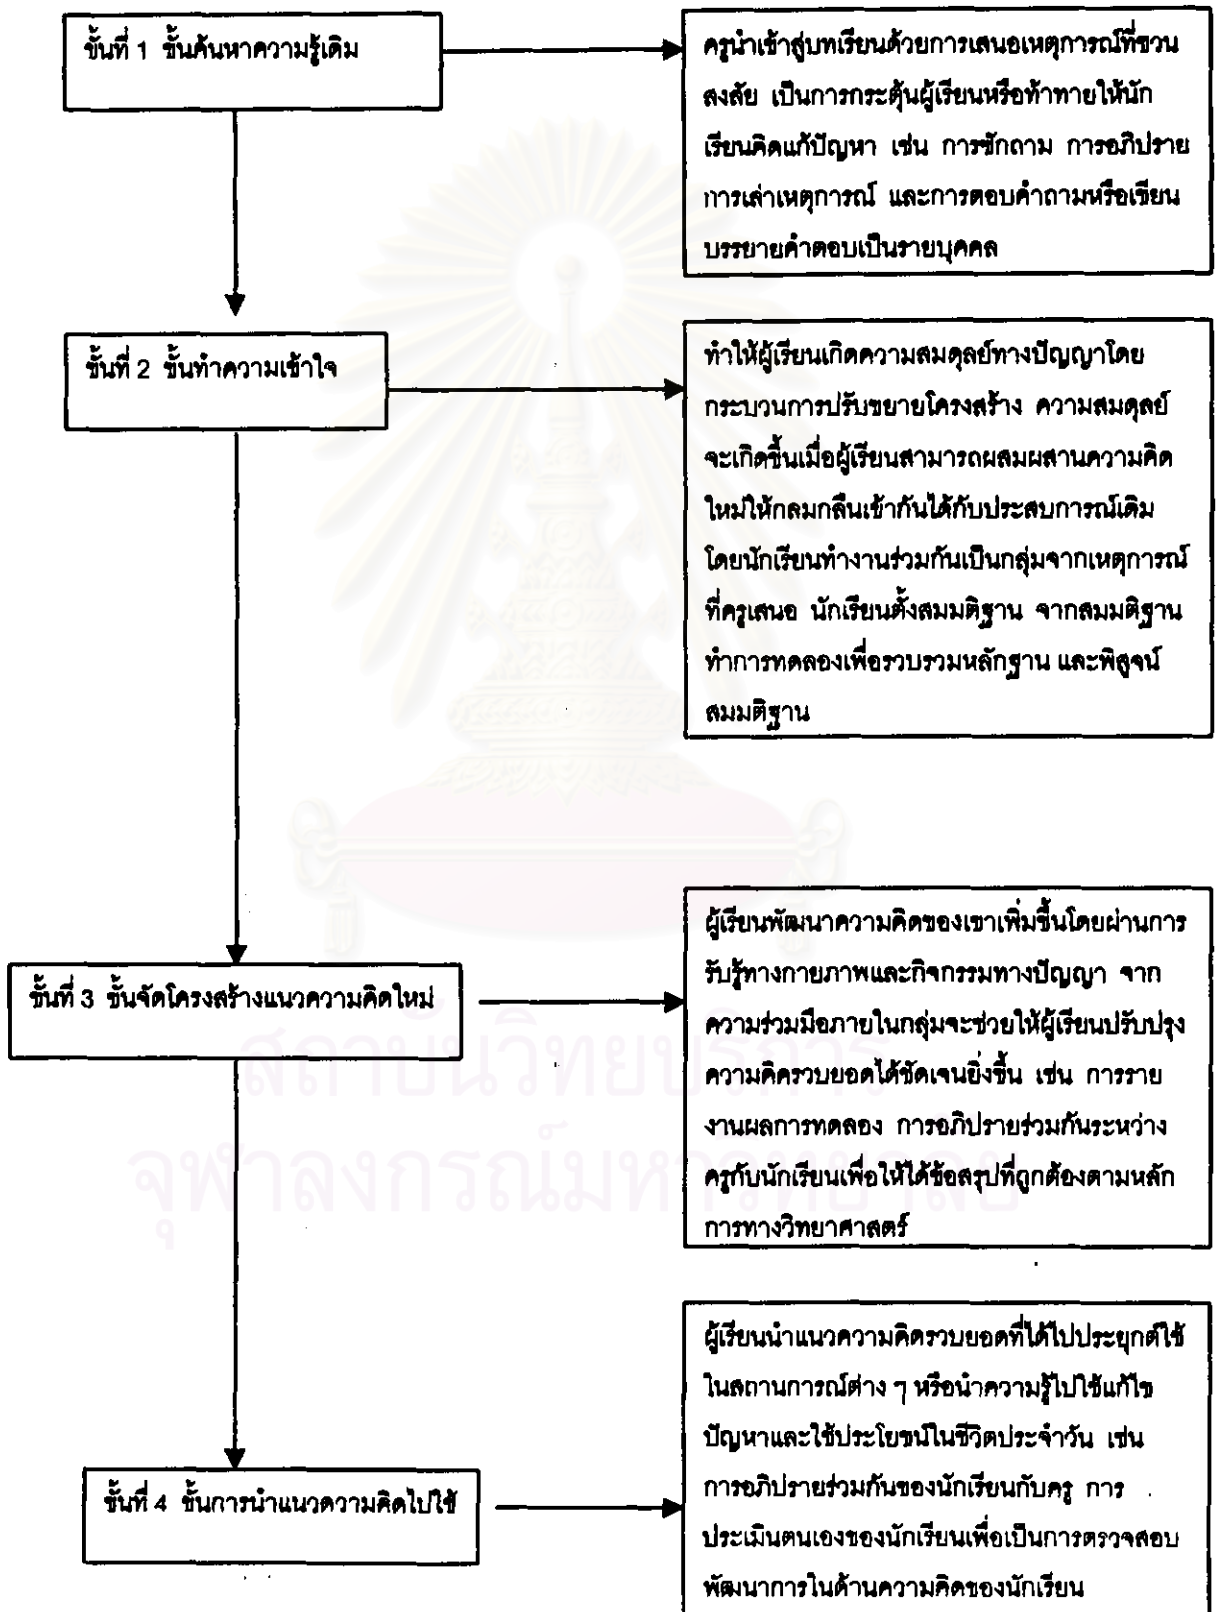 ขั้นที่ 1 ขั้นค้นหาความรู้เดิม
ครูนำเข้าสู่บทเรียนด้วยการเสนอเหตุการณ์ที่ชวน
สงสัย เป็นการกระตุ้นผู้เรียนหรือท้าทายให้นัก
เรียนคิดแก้ปัญหา เช่น การซักถาม การอภิปราย
การเล่าเหตุการณ์ และการตอบคำถามหรือเขียน
บรรยายคำตอบเป็นรายบุคคล
ขั้นที่ 2 ขั้นทำความเข้าใจ
ทำให้ผู้เรียนเกิดความสมดุลย์ทางปัญญาโดย
กระบวนการปรับขยายโครงสร้าง ความสมดุลย์
จะเกิดขึ้นเมื่อผู้เรียนสามารถผสมผสานความคิด
ใหม่ให้กลมกลืนเข้ากันได้กับประสบการณ์เดิม
โดยนักเรียนทำงานร่วมกันเป็นกลุ่มจากเหตุการณ์
ที่ครูเสนอ นักเรียนตั้งสมมติฐาน จากสมมติฐาน
ทำการทดลองเพื่อรวบรวมหลักฐาน และพิสูจน์
สมมติฐาน
ขั้นที่ 3 ขั้นจัดโครงสร้างแนวความคิดใหม่
ผู้เรียนพัฒนาความคิดของเขาเพิ่มขึ้นโดยผ่านการ
รับรู้ทางกายภาพและกิจกรรมทางปัญญา จาก
ความร่วมมือภายในกลุ่มจะช่วยให้ผู้เรียนปรับปรุง
ความคิดรวบยอดได้ชัดเจนยิ่งขึ้น เช่น การราย
งานผลการทดลอง การอภิปรายร่วมกันระหว่าง
ครูกับนักเรียนเพื่อให้ได้ข้อสรุปที่ถูกต้องตามหลัก
การทางวิทยาศาสตร์
สถาบันวิทยบริการ
จุฬาลงกรณ์มหาวิทยาลัย
ขั้นที่ 4 ขั้นการนำแนวความคิดไปใช้
ผู้เรียนนำแนวความคิดรวบยอดที่ได้ไปประยุกต์ใช้
ในสถานการณ์ต่าง ๆ หรือนำความรู้ไปใช้แก้ไข
ปัญหาและใช้ประโยชน์ในชีวิตประจำวัน เช่น
การอภิปรายร่วมกันของนักเรียนกับครู การ
ประเมินตนเองของนักเรียนเพื่อเป็นการตรวจสอบ
พัฒนาการในด้านความคิดของนักเรียน